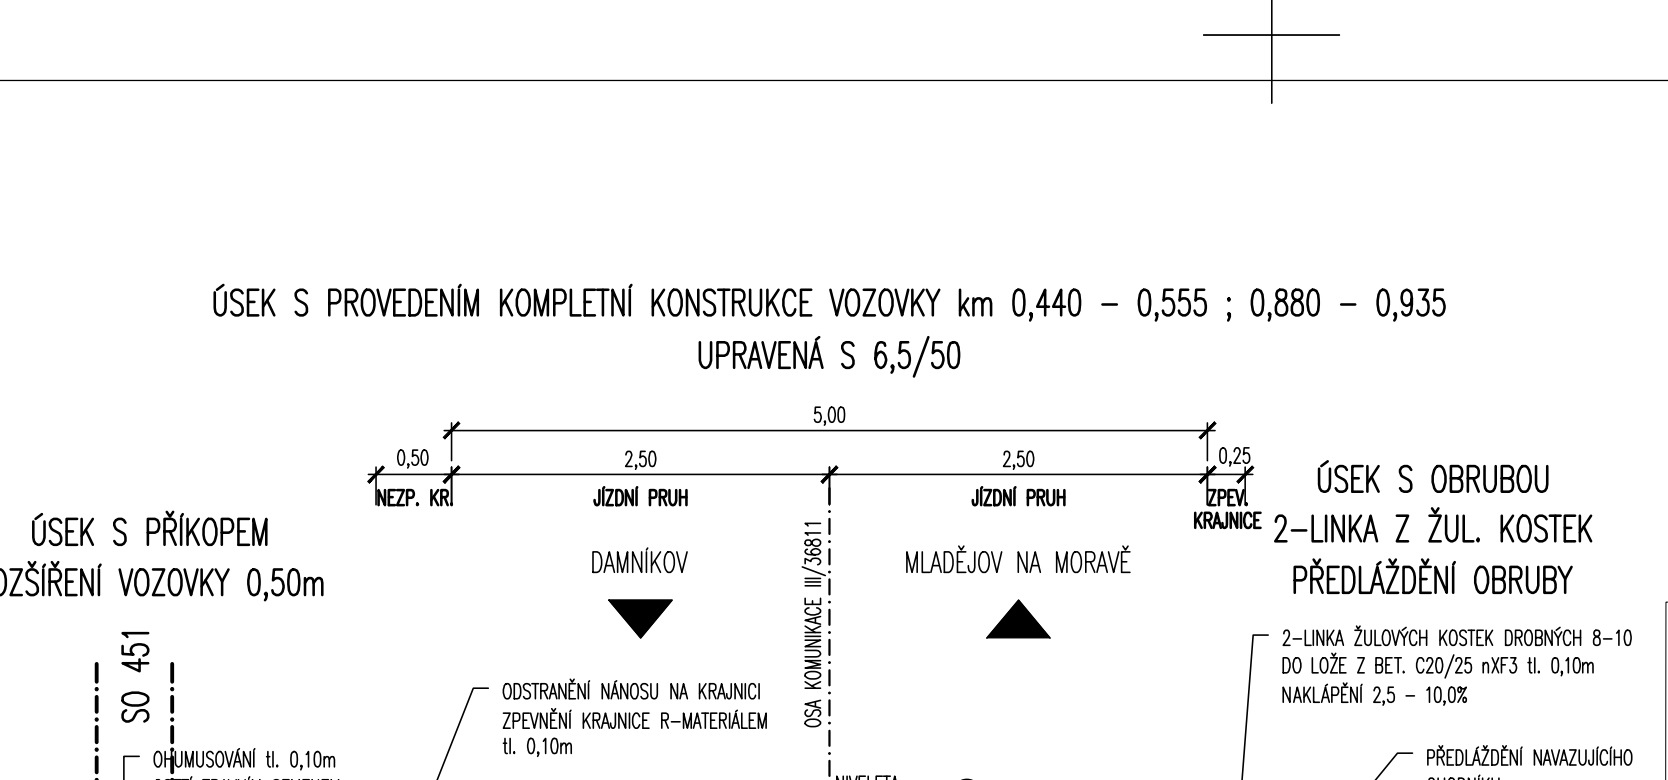 ÚSEK S PROVEDENÍM KOMPLETNÍ KONSTRUKCE VOZOVKY km 0,440 – 0,555 ; 0,880 – 0,935
UPRAVENÁ S 6,5/50
5,00
0,50
2,50
2,50
0,25
NEZP. KR.
JÍZDNÍ PRUH
JÍZDNÍ PRUH
ZPEV.
KRAJNICE
ÚSEK S PŘÍKOPEM
VOZOVKY 0,50m
SO 451
DAMNÍKOV
OSA KOMUNIKACE III/36811
MLADĚJOV NA MORAVĚ
ÚSEK S OBRUBOU
2–LINKA Z ŽUL. KOSTEK
PŘEDLÁŽDĚNÍ OBRUBY
OHUMUSOVÁNÍ tl. 0,10m
ODSTRANĚNÍ NÁNOSU NA KRAJNICI
ZPEVNĚNÍ KRAJNICE R–MATERIÁLEM
tl. 0,10m
NIVELETA
2–LINKA ŽULOVÝCH KOSTEK DROBNÝCH 8–10
DO LOŽE Z BET. C20/25 nXF3 tl. 0,10m
NAKLÁPĚNÍ 2,5 – 10,0%
PŘEDLÁŽDĚNÍ NAVAZUJÍCÍHO